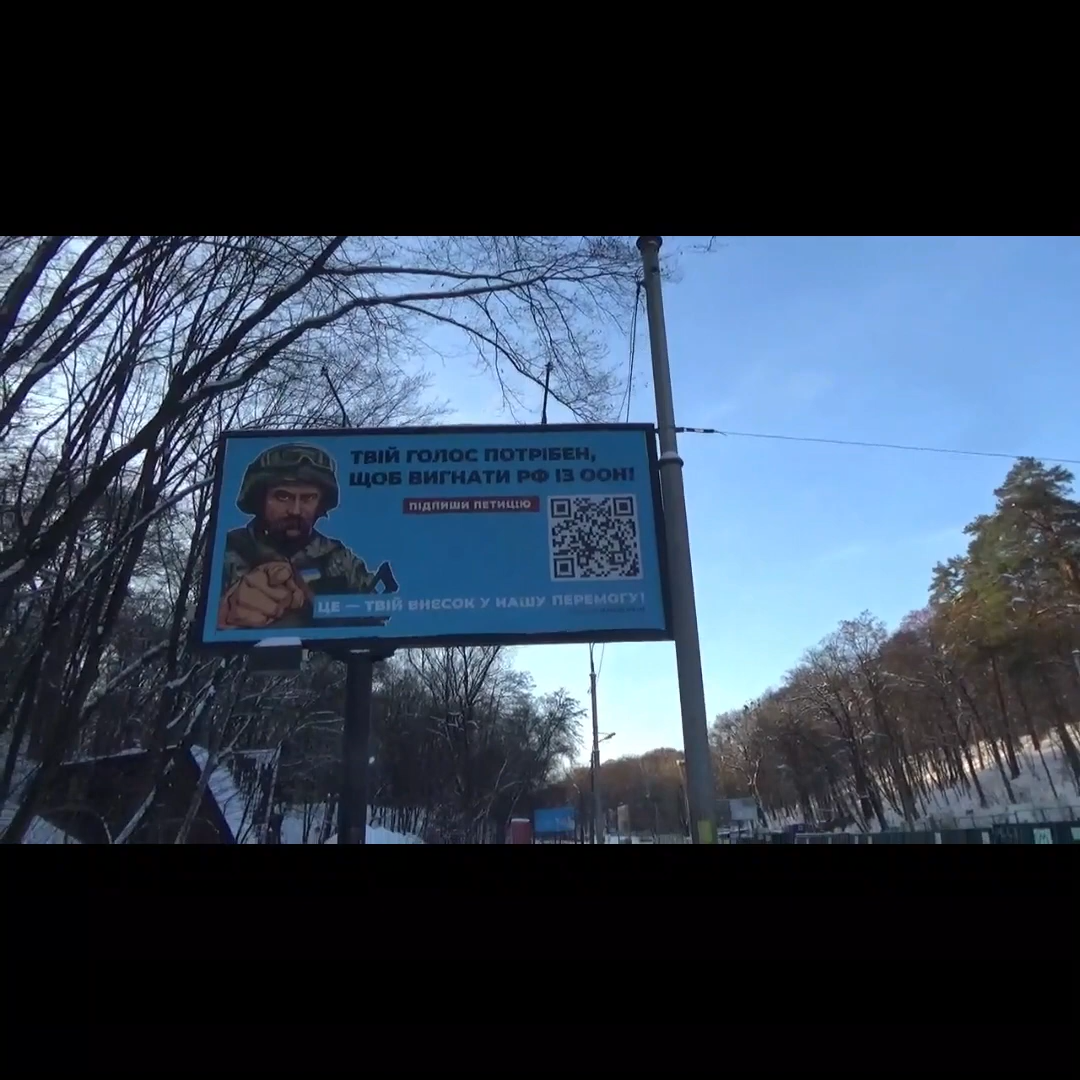 ТВІЙ ГОЛОС ПОТРІБЕН,
ЩОБ ВИГНАТИ РФ ІЗ ООН!
ПІДПИШИ ПЕТИЦІЮ
ЦЕ — ТВІЙ ВНЕСОК У НАШУ ПЕРЕМОГУ!